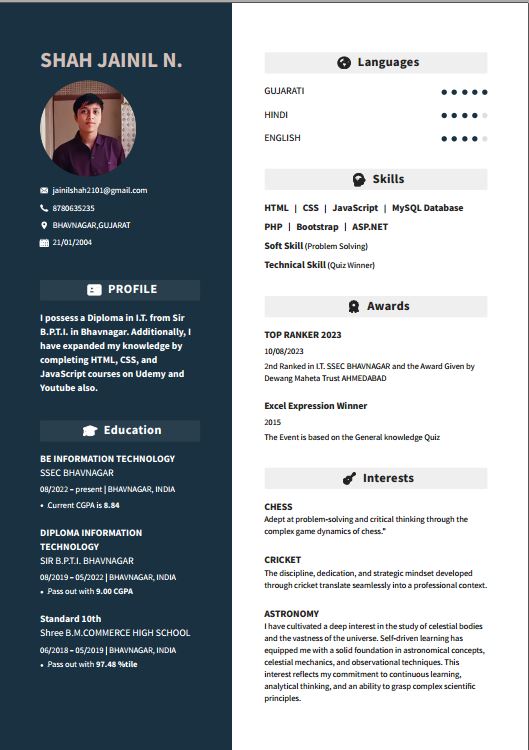 SHAH JAINIL N.
jainilshah2101@gmail.com
8780635235
BHAVNAGAR,GUJARAT
21/01/2004
PROFILE
I possess a Diploma in I.T. from Sir
B.P.T.I. in Bhavnagar. Additionally, I
have expanded my knowledge by
completing HTML, CSS, and
JavaScript courses on Udemy and
Youtube also.
Education
BE INFORMATION TECHNOLOGY
SSEC BHAVNAGAR
08/2022 – present | BHAVNAGAR, INDIA
• Current CGPA is 8.84
DIPLOMA INFORMATION
TECHNOLOGY
SIR B.P.T.I. BHAVNAGAR
08/2019 – 05/2022 | BHAVNAGAR, INDIA
• Pass out with 9.00 CGPA
Standard 10th
Shree B.M.COMMERCE HIGH SCHOOL
06/2018 – 05/2019 | BHAVNAGAR, INDIA
• Pass out with 97.48 %tile
Languages
GUJARATI
HINDI
ENGLISH
Skills
HTML | CSS | JavaScript | MySQL Database
PHP | Bootstrap | ASP.NET
Soft Skill (Problem Solving)
Technical Skill (Quiz Winner)
Awards
TOP RANKER 2023
10/08/2023
2nd Ranked in I.T. SSEC BHAVNAGAR and the Award Given by
Dewang Maheta Trust AHMEDABAD
Excel Expression Winner
2015
The Event is based on the General knowledge Quiz
Interests
CHESS
Adept at problem-solving and critical thinking through the
complex game dynamics of chess."
CRICKET
The discipline, dedication, and strategic mindset developed
through cricket translate seamlessly into a professional context.
ASTRONOMY
I have cultivated a deep interest in the study of celestial bodies
and the vastness of the universe. Self-driven learning has
equipped me with a solid foundation in astronomical concepts,
celestial mechanics, and observational techniques. This
interest reflects my commitment to continuous learning,
analytical thinking, and an ability to grasp complex scientific
principles.